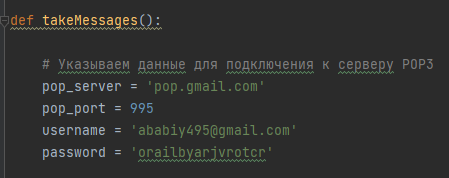 def takeMessages():
# Указываем данные для подключения к серверу POP3
pop_server = 'pop.gmail.com'
pop_port = 995
username = 'ababiy495@gmail.com'
password = 'orailbyarjvrotcr'